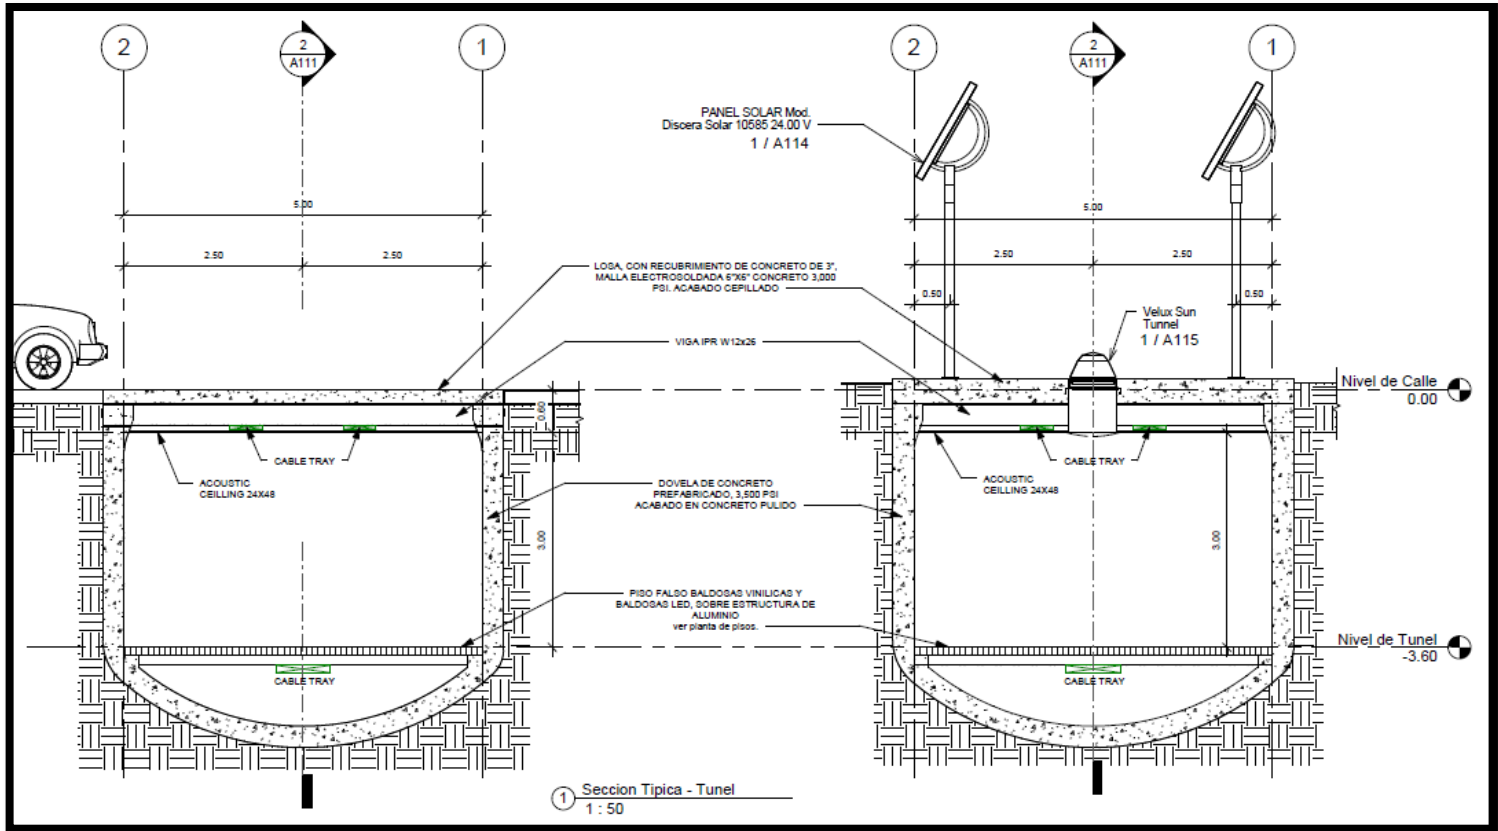 2
2
A111
1
2
2
A111
1
PANEL SOLAR Mod.
Discera Solar 10585 24.00 V
1 / A114
5.00
2.50
2.50
5.00
2.50
2.50
0.50
0.50
LOSA, CON RECUBRIMIENTO DE CONCRETO DE 3",
MALLA ELECTROSOLDADA 6"X6" CONCRETO 3,000
PSI. ACABADO CEPILLADO
Velux Sun
Tunnel
1 / A115
VIGA IPR W12x26
Nivel de Calle
0.00
0.60
CABLE TRAY
ACOUSTIC
CEILLING 24X48
CABLE TRAY
ACOUSTIC
CEILLING 24X48
DOVELA DE CONCRETO
PREFABRICADO, 3,500 PSI
ACABADO EN CONCRETO PULIDO
3.00
3.00
PISO FALSO BALDOSAS VINILICAS Y
BALDOSAS LED, SOBRE ESTRUCTURA DE
ALUMINIO
ver planta de pisos.
Nivel de Tunel
-3.60
CABLE TRAY
CABLE TRAY
1
Seccion Tipica - Tunel
1 : 50